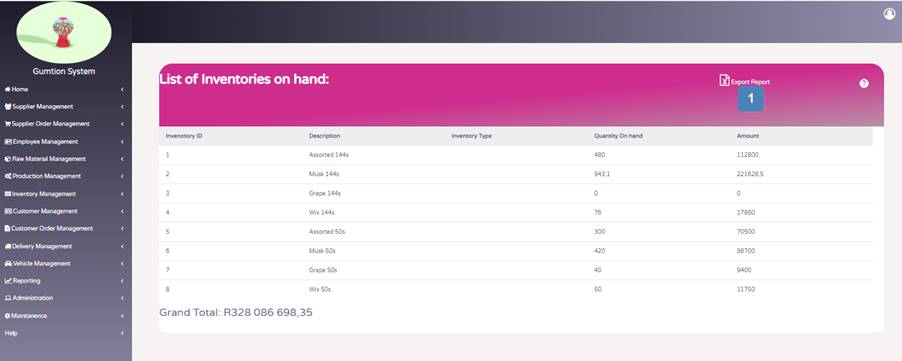 Gumtion System
Home
Supplier Management
Supplier Order Management
Employee Management
Raw Material Management
Production Management
Inventory Management
Customer Management
Customer Order Management
Delivery Management
Vehicle Management
Reporting
Administration
Maintanence
Help
List of Inventories on hand:
Export Report
1
Invenotory ID Description Inventory Type Quantity On hand Amount
1 Assorted 144s 480 112800
2 Musk 144s 943,1 221628,5
3 Grape 144s 0 0
4 Wix 144s 76 17860
5 Assorted 50s 300 70500
6 Musk 50s 420 98700
7 Grape 50s 40 9400
8 Wix 50s 50 11750
Grand Total: R328 086 698,35